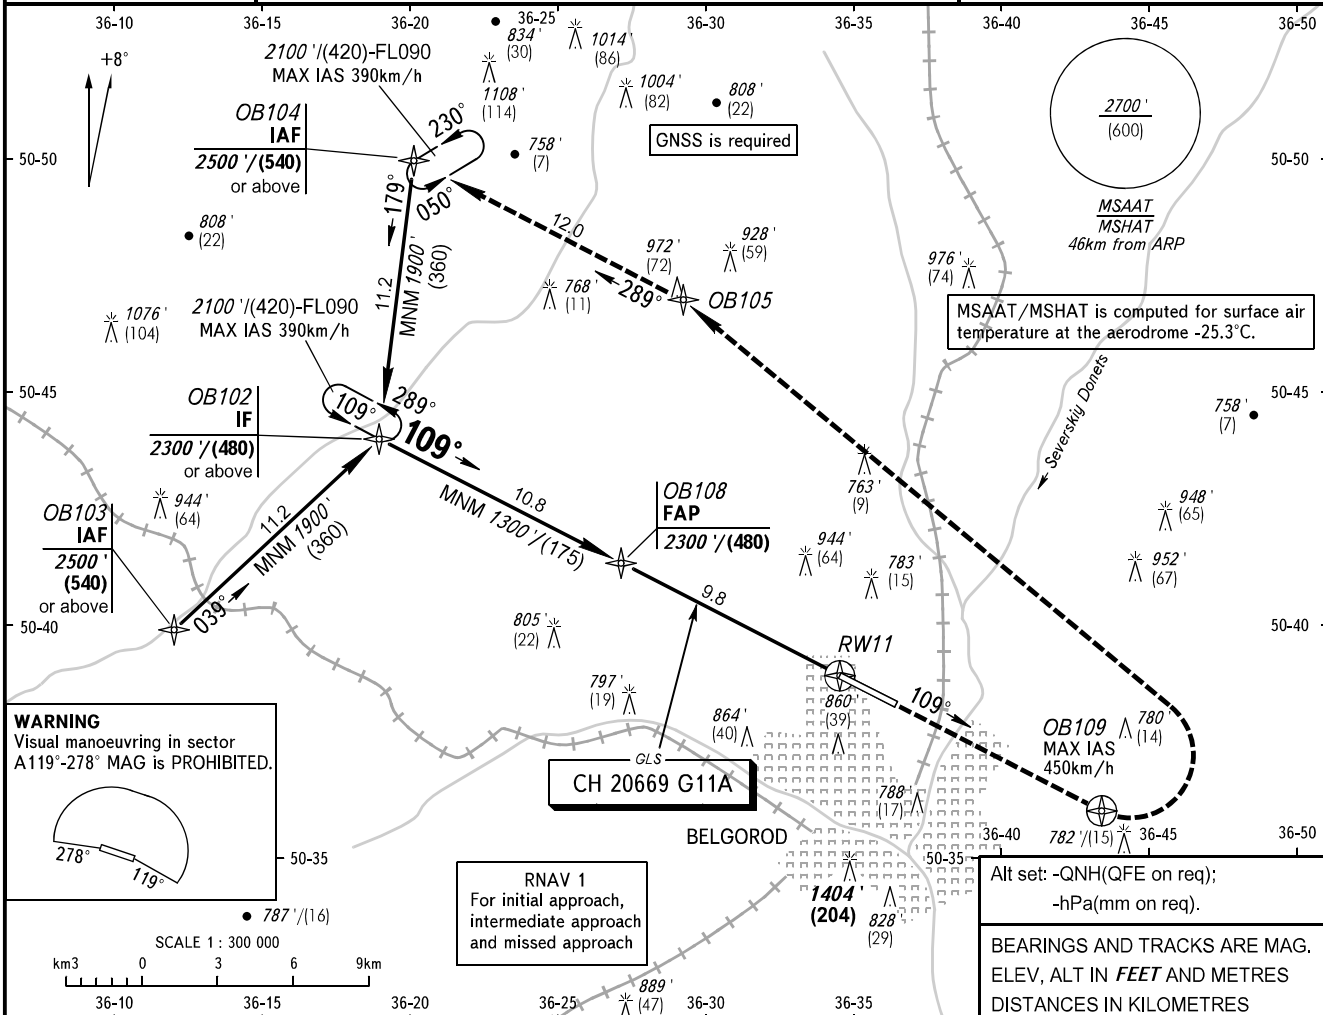 36-10
36-20
36-25
36-30
36-35
36-40
36-45
36-50
+8°
2100'/(420)-FL090
MAX IAS 390km/h
834'
(30)
1014'
(86)
1108'
(114)
1004'
(82)
808'
(22)
2700'
(600)
OB104
IAF
2500'/(540)
or above
230°
758'
(7)
GNSS is required
50-50
50-50
179°
050°
MSAAT
MSHAT
46km from ARP
808'
(22)
12.0
972'
(72)
928'
(59)
976'
(74)
11.2
MNM 1900'
(360)
768'
(11)
289°
OB105
2100'/(420)-FL090
MAX IAS 390km/h
1076'
(104)
MSAAT/MSHAT is computed for surface air
temperature at the aerodrome -25.3°C.
Severskiy Donets
50-45
50-45
OB102
IF
2300'/(480)
or above
109°
289°
109°
758'
(7)
763'
(9)
10.8
MNM 1300'/(175)
OB108
FAP
2300'/(480)
944'
(64)
948'
(65)
OB103
IAF
2500'
(540)
or above
11.2
MNM 1900'
(360)
039°
944'
(64)
783'
(15)
952'
(67)
9.8
50-40
50-40
805'
(22)
RW11
797'
(19)
860'
(39)
109°
864'
(40)
OB109
MAX IAS
450km/h
780'
(14)
WARNING
Visual manoeuvring in sector
A119°-278° MAG is PROHIBITED.
278°
119°
GLS
CH 20669 G11A
788'
(17)
BELGOROD
36-40
782'/(15)
36-45
36-50
50-35
50-35
RNAV 1
For initial approach,
intermediate approach
and missed approach
1404'
(204)
828'
(29)
Alt set: -QNH(QFE on req);
-hPa(mm on req).
787'/(16)
SCALE 1 : 300 000
km3 0 3 6 9km
BEARINGS AND TRACKS ARE MAG.
ELEV, ALT IN FEET AND METRES
DISTANCES IN KILOMETRES
889'
(47)
36-10
36-15
36-20
36-25
36-30
36-35